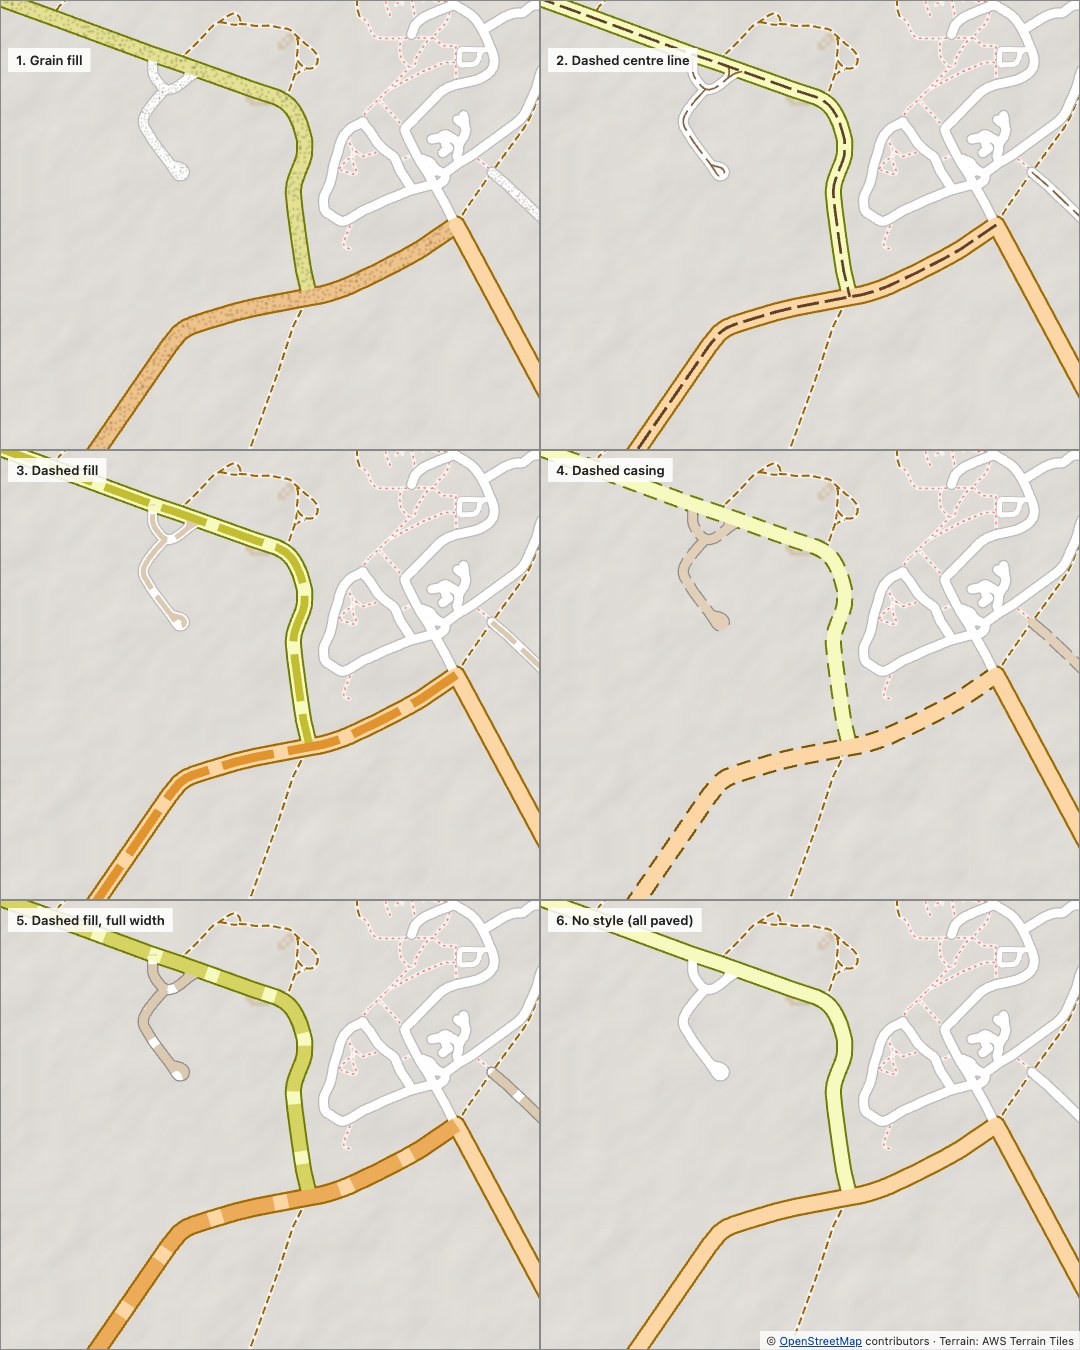 1. Grain fill
2. Dashed centre line
3. Dashed fill
4. Dashed casing
5. Dashed fill, full width
6. No style (all paved)
© OpenStreetMap contributors · Terrain: AWS Terrain Tiles